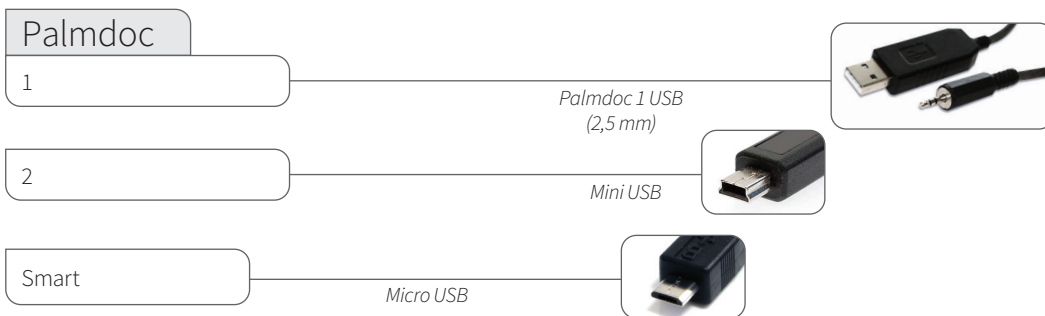 Palmdoc
1
Palmdoc 1 USB
(2,5 mm)
2
Mini USB
Smart
Micro USB